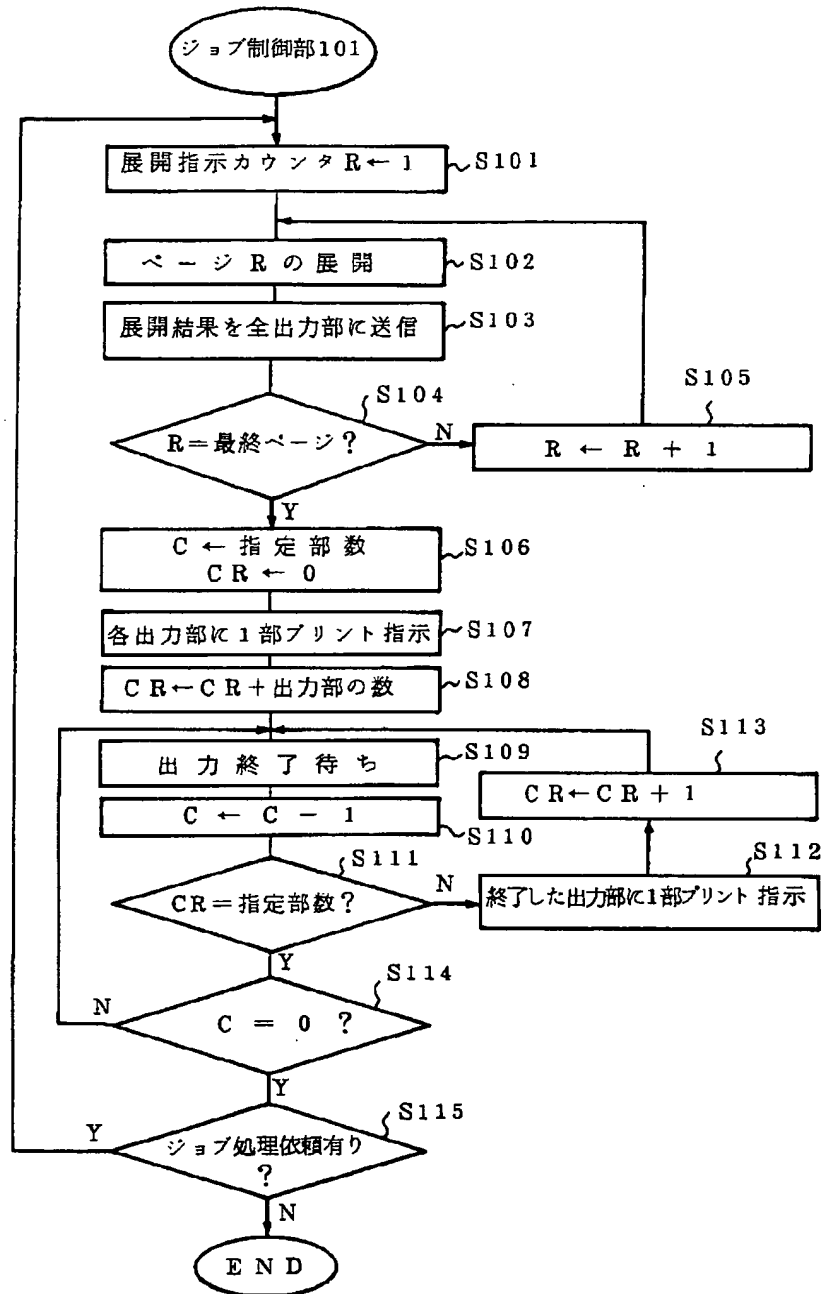 ジョブ制御部101
展開指示カウンタR←1
S101
ページRの展開
S102
展開結果を全出力部に送信
S103
S104
R=最終ページ?
N
S105
R ← R + 1
Y
C←指定部数
CR←0
S106
各出力部に1部プリント指示
S107
CR←CR+出力部の数
S108
出力終了待ち
S109
C ← C − 1
S110
S111
CR=指定部数?
N
S113
CR←CR+1
S112
終了した出力部に1部プリント指示
Y
S114
N
C = 0 ?
Y
S115
Y
ジョブ処理依頼有り
?
N
END